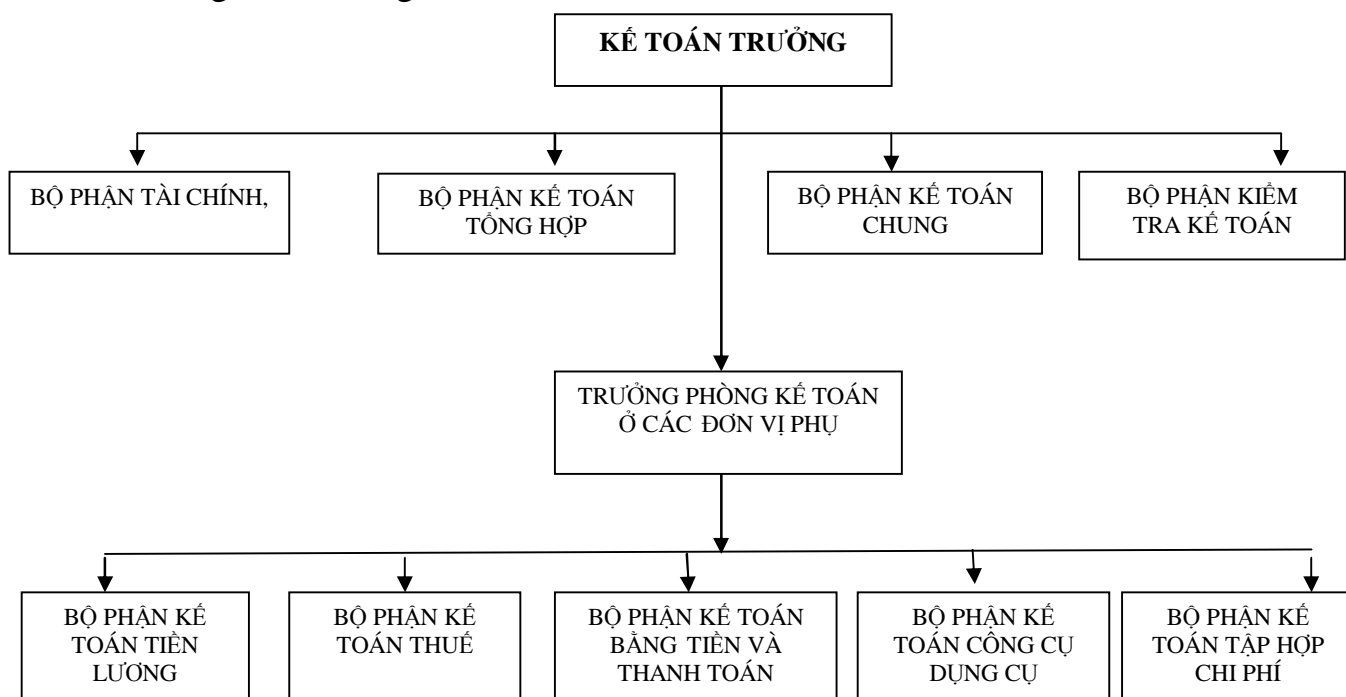 KẾ TOÁN TRƯỞNG
BỘ PHẬN TÀI CHÍNH,
BỘ PHẬN KẾ TOÁN
TỔNG HỢP
BỘ PHẬN KẾ TOÁN
CHUNG
BỘ PHẬN KIỂM
TRA KẾ TOÁN
TRƯỞNG PHÒNG KẾ TOÁN
Ở CÁC ĐƠN VỊ PHỤ
BỘ PHẬN KẾ
TOÁN TIỀN
LƯƠNG
BỘ PHẬN KẾ
TOÁN THUẾ
BỘ PHẬN KẾ TOÁN
BẰNG TIỀN VÀ
THANH TOÁN
BỘ PHẬN KẾ
TOÁN CÔNG CỤ
DỤNG CỤ
BỘ PHẬN KẾ
TOÁN TẬP HỢP
CHI PHÍ